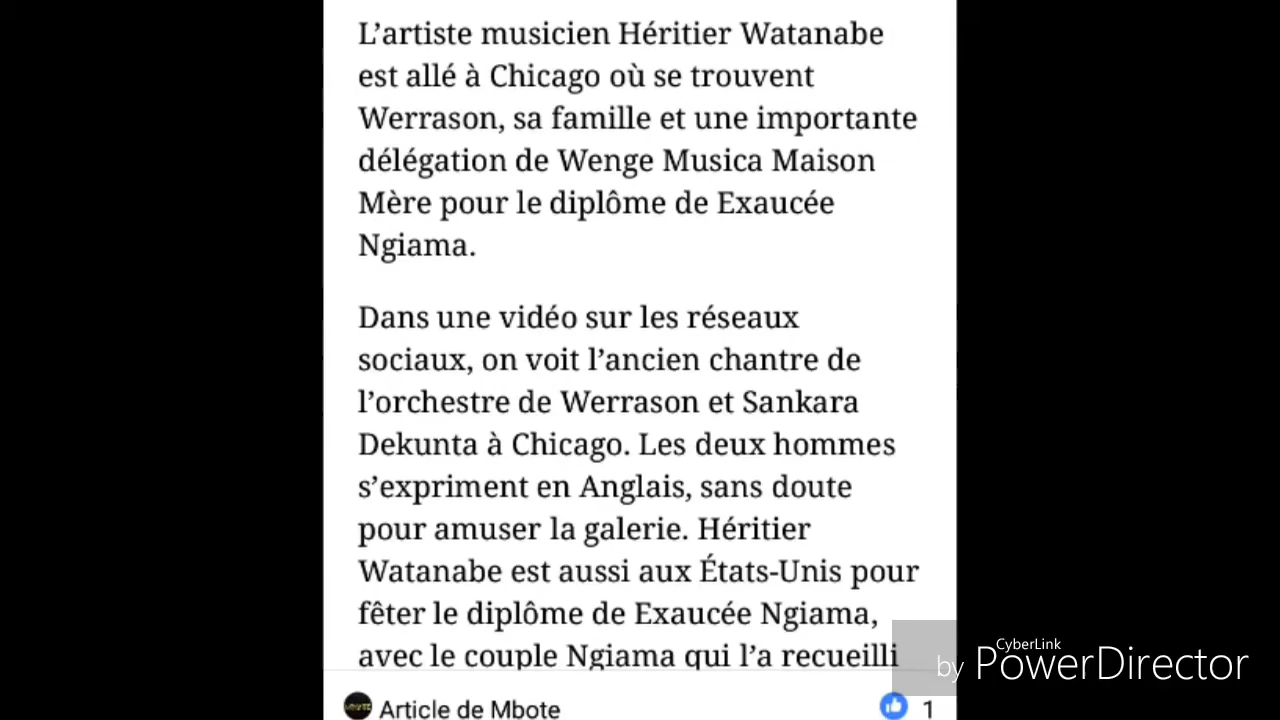 L’artiste musicien Héritier Watanabe
est allé à Chicago où se trouvent
Werrason, sa famille et une importante
délégation de Wenge Musica Maison
Mère pour le diplôme de Exaucée
Ngiama.
Dans une vidéo sur les réseaux
sociaux, on voit l’ancien chantre de
l’orchestre de Werrason et Sankara
Dekunta à Chicago. Les deux hommes
s’expriment en Anglais, sans doute
pour amuser la galerie. Héritier
Watanabe est aussi aux États-Unis pour
fêter le diplôme de Exaucée Ngiama,
avec le couple Ngiama qui l’a recueilli
Article de Mbote
1
CyberLink
by PowerDirector